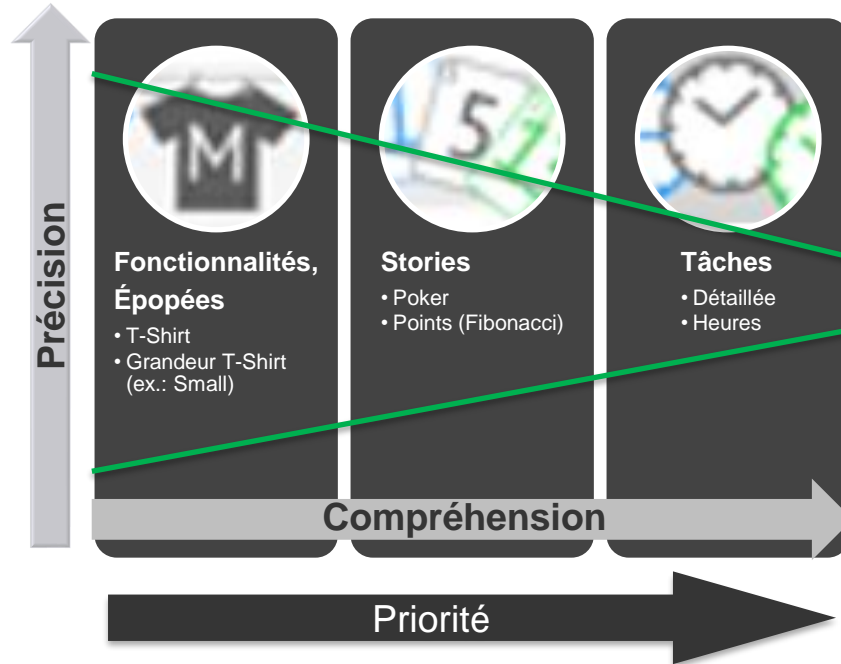 Précision
M
Fonctionnalités,
Épopées
• T-Shirt
• Grandeur T-Shirt
(ex.: Small)
5
Stories
• Poker
• Points (Fibonacci)
Tâches
• Détaillée
• Heures
Compréhension
Priorité